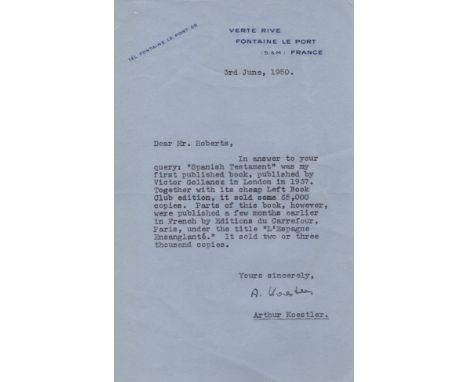 TEL. FONTAINE LE PORT 48
VERTE RIVE
FONTAINE LE PORT
(S & M) FRANCE
3rd June, 1950.
Dear Mr. Roberts,
In answer to your
query: "Spanish Testament" was my
first published book, published by
Victor Gollancz in London in 1937.
Together with its cheap Left Book
Club edition, it sold some 65,000
copies. Parts of this book, however,
were published a few months earlier
in French by Editions du Carrefour,
Paris, under the title "L'Espagne
Ensanglanté." It sold two or three
thousand copies.
Yours sincerely,
A. Koestler
Arthur Koestler.